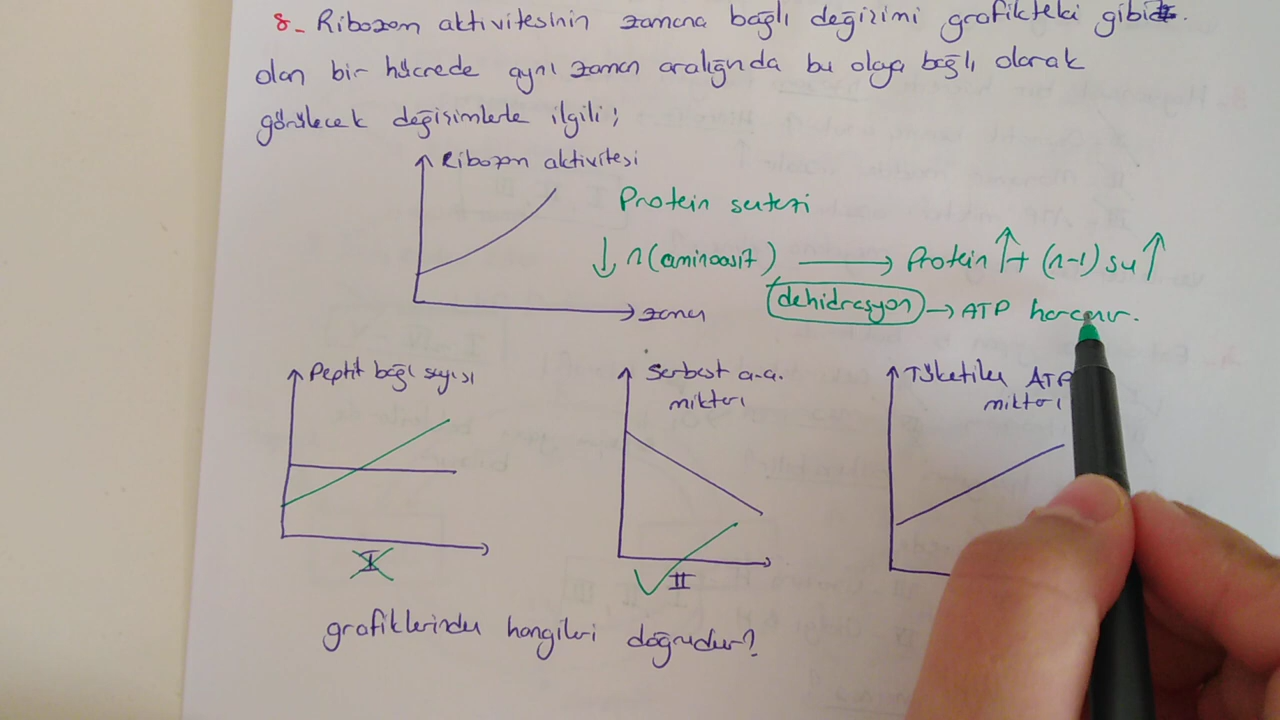 8- Ribozom aktivitesinin zamana bağlı değişimi grafikteki gibi
olan bir hücrede aynı zaman aralığında bu olaya bağlı olarak
görülecek değişimlerle ilgili;
Ribozom aktivitesi
Protein sentezi
↓ n(aminoasit) → Protein ↑ + (n-1) su ↑
zaman
dehidrasyon → ATP harcanır.
Peptit bağı sayısı
Serbest a.a. miktarı
Tüketilen ATP miktarı
I
II
grafiklerinden hangileri doğrudur?